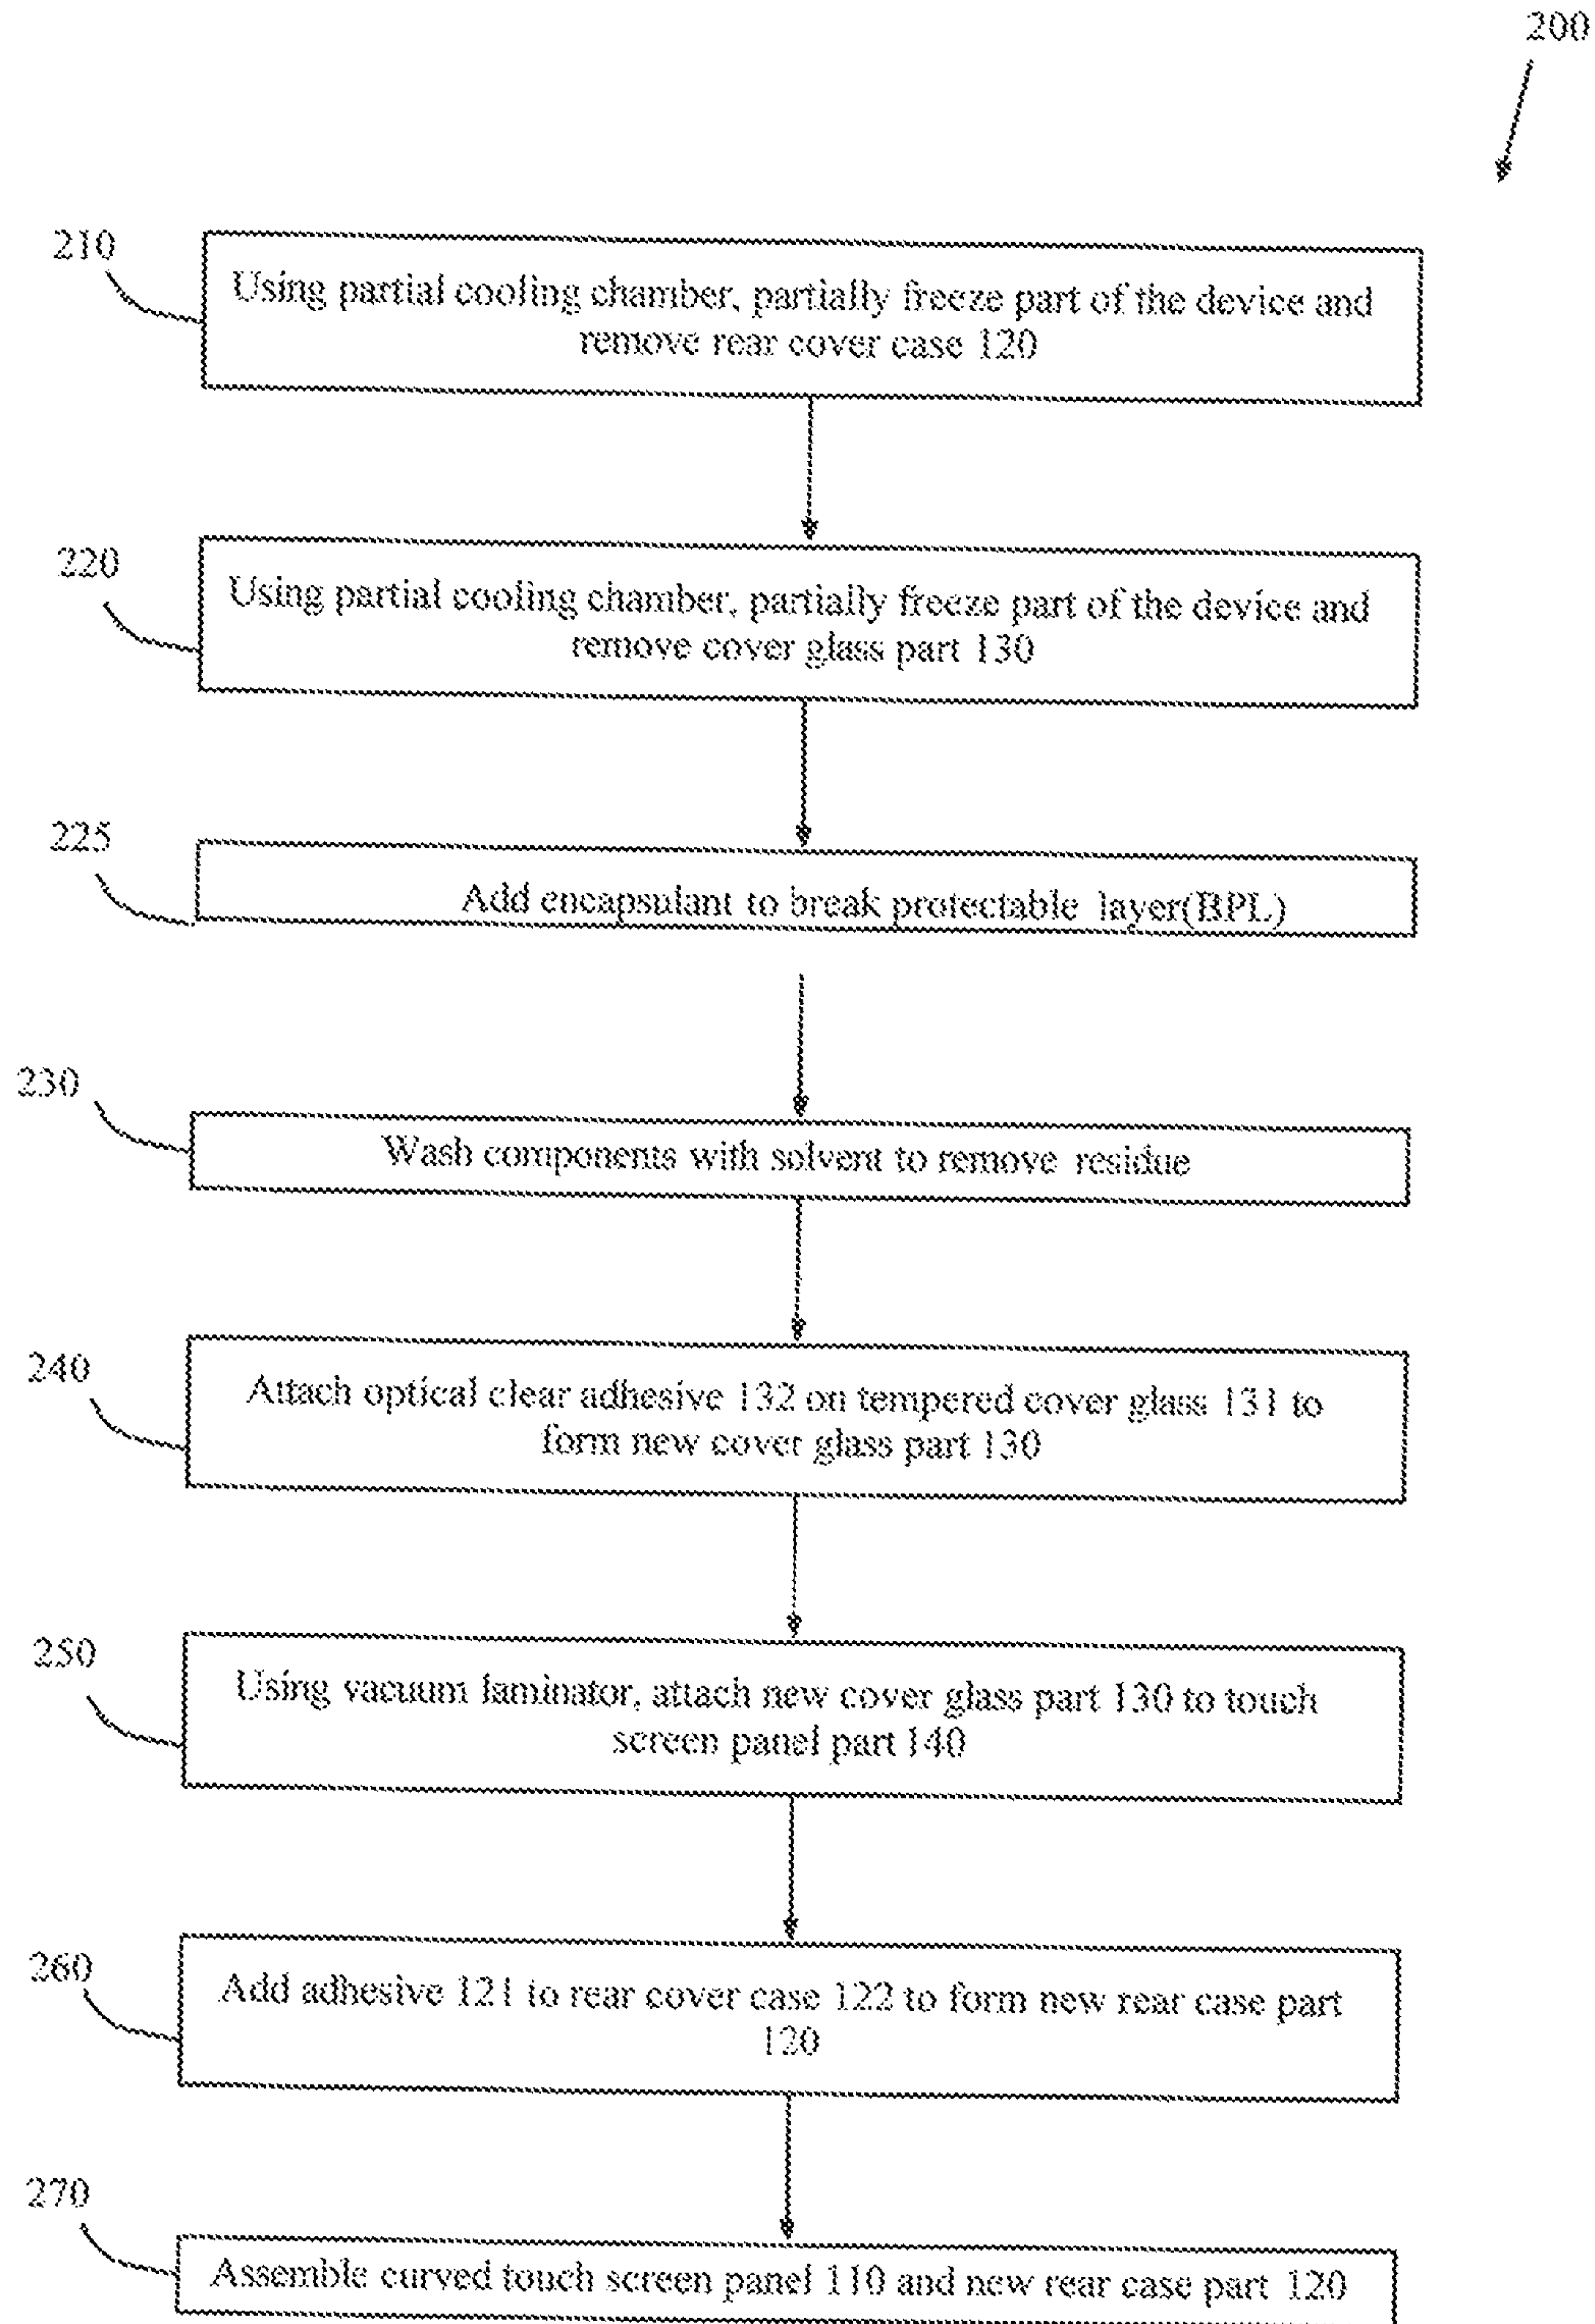 200
210
Using partial cooling chamber, partially freeze part of the device and
remove rear cover case 120
220
Using partial cooling chamber, partially freeze part of the device and
remove cover glass part 130
225
Add encapsulant to break protectable layer(BPL)
230
Wash components with solvent to remove residue
240
Attach optical clear adhesive 132 on tempered cover glass 131 to
form new cover glass part 130
250
Using vacuum laminator, attach new cover glass part 130 to touch
screen panel part 140
260
Add adhesive 121 to rear cover case 122 to form new rear case part
120
270
Assemble curved touch screen panel 110 and new rear case part 120